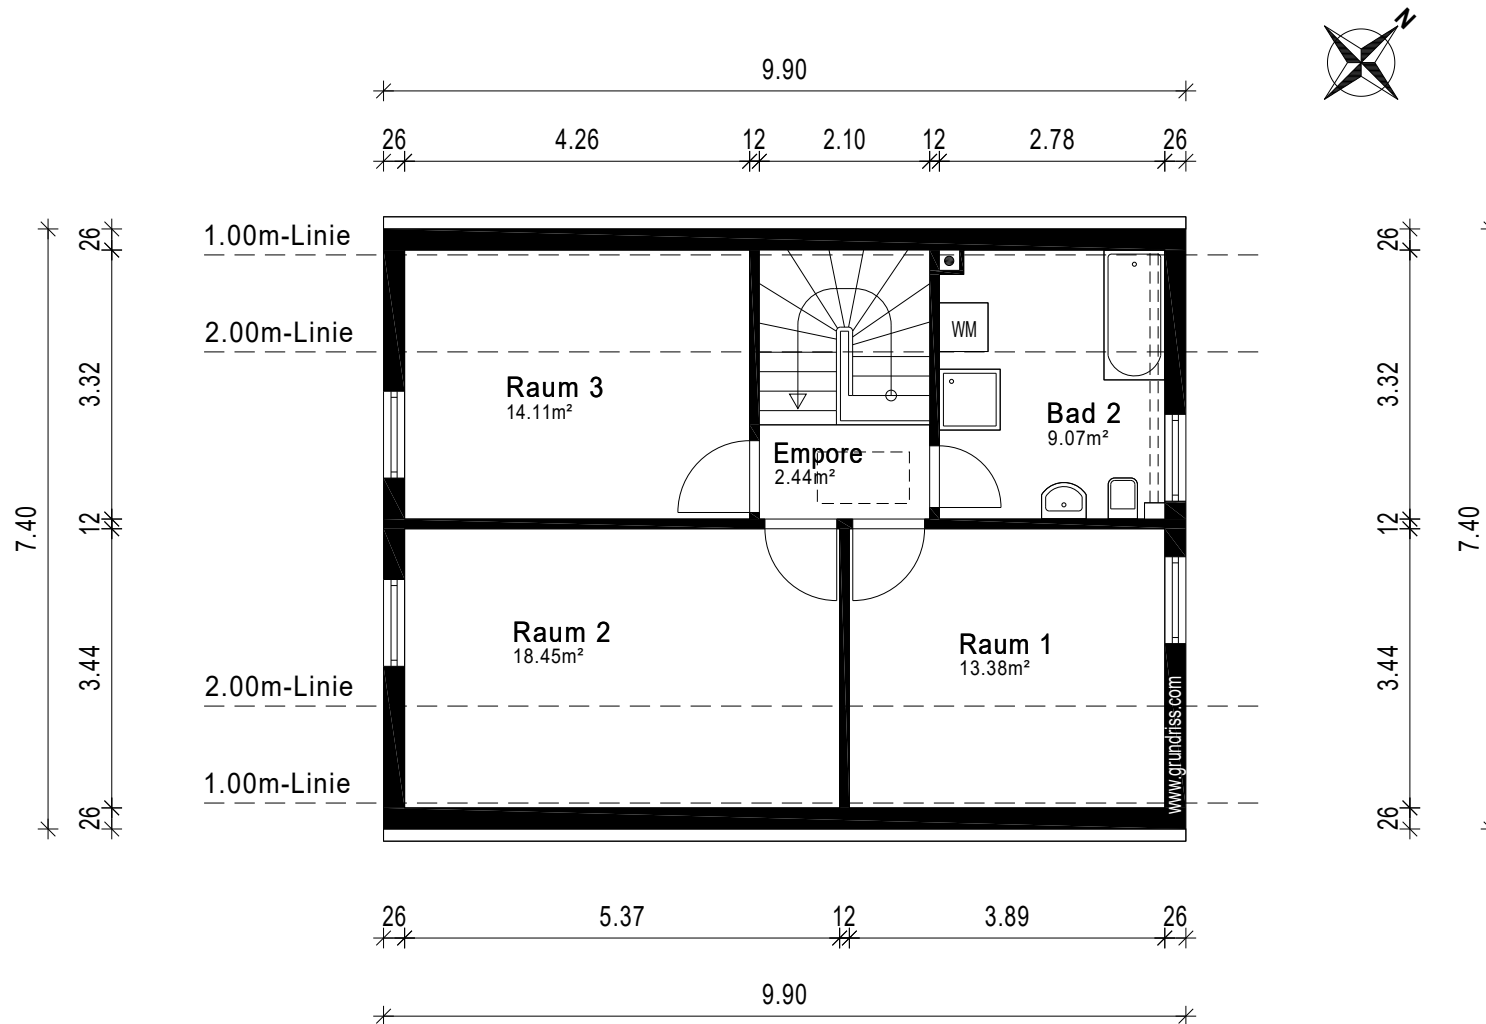 N
9.90
26 4.26 12 2.10 12 2.78 26
1.00m-Linie
2.00m-Linie
26
3.32
12
3.44
26
7.40
WM
Raum 3
14.11m²
Bad 2
9.07m²
Empore
2.44m²
Raum 2
18.45m²
Raum 1
13.38m²
2.00m-Linie
1.00m-Linie
www.grundriss.com
26
3.32
12
3.44
26
7.40
26 5.37 12 3.89 26
9.90